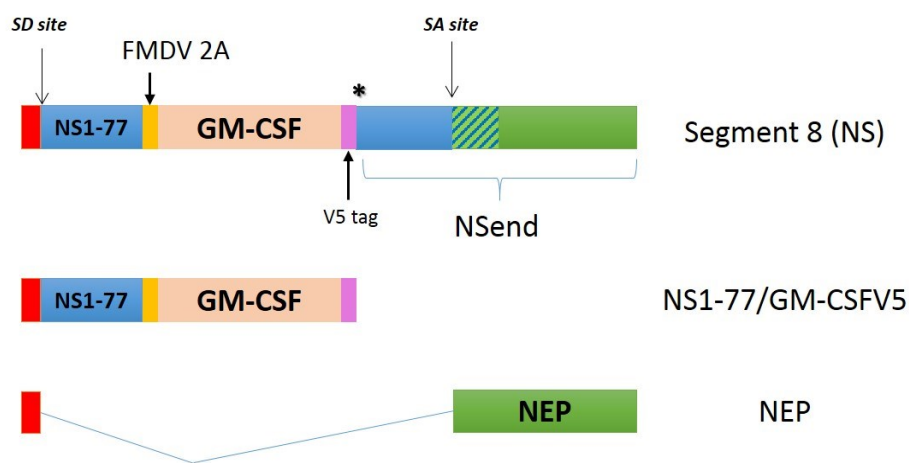 SD site
SA site
FMDV 2A
*
NS1-77
GM-CSF
Segment 8 (NS)
V5 tag
NSend
NS1-77
GM-CSF
NS1-77/GM-CSFV5
NEP
NEP